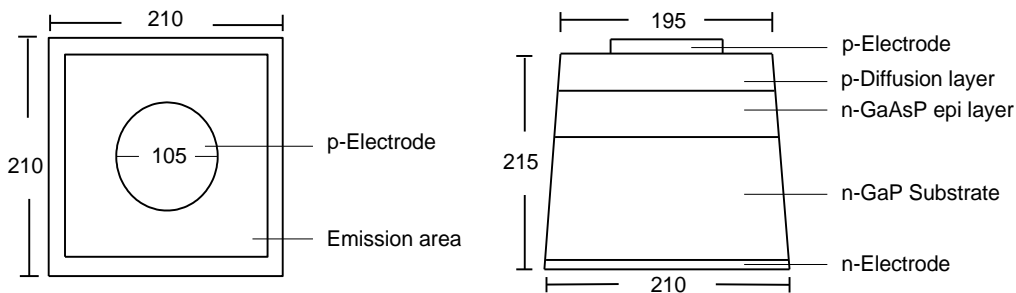 210
210
105
p-Electrode
Emission area
195
215
210
p-Electrode
p-Diffusion layer
n-GaAsP epi layer
n-GaP Substrate
n-Electrode